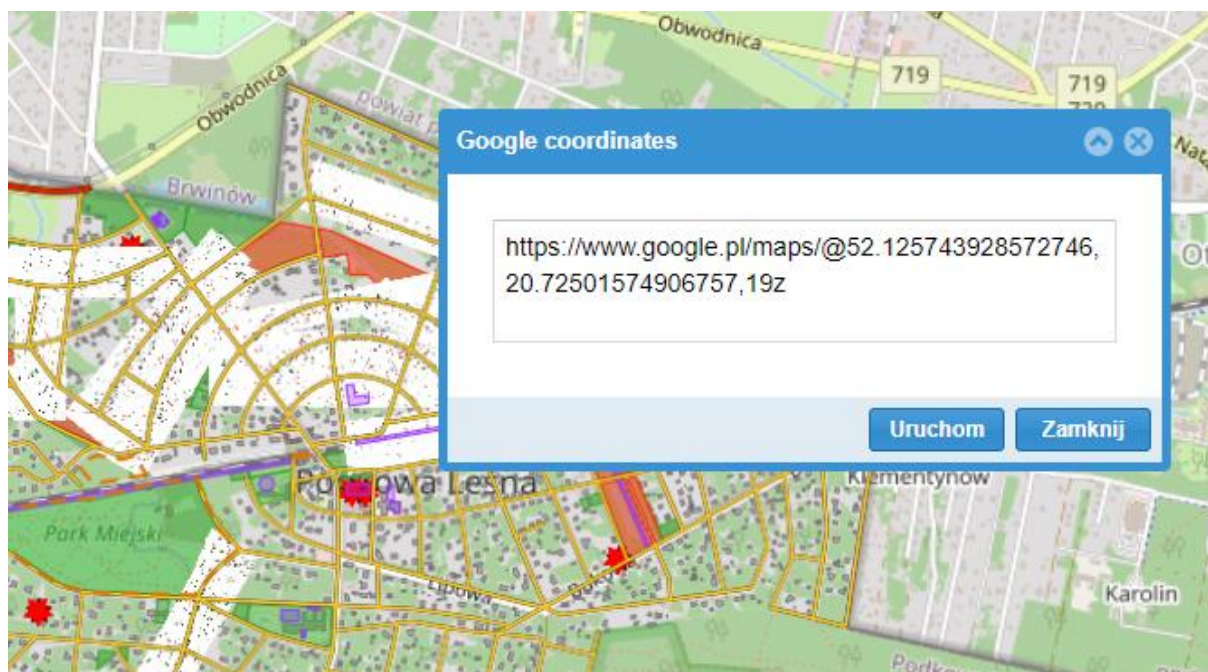 Obwodnica
719
719
Obwodnica
powiat p
Google coordinates
Brwinów
https://www.google.pl/maps/@52.125743928572746,
20.72501574906757,19z
Uruchom Zamknij
Leśna
Klementynów
Park Miejski
Lipowa
Karolin